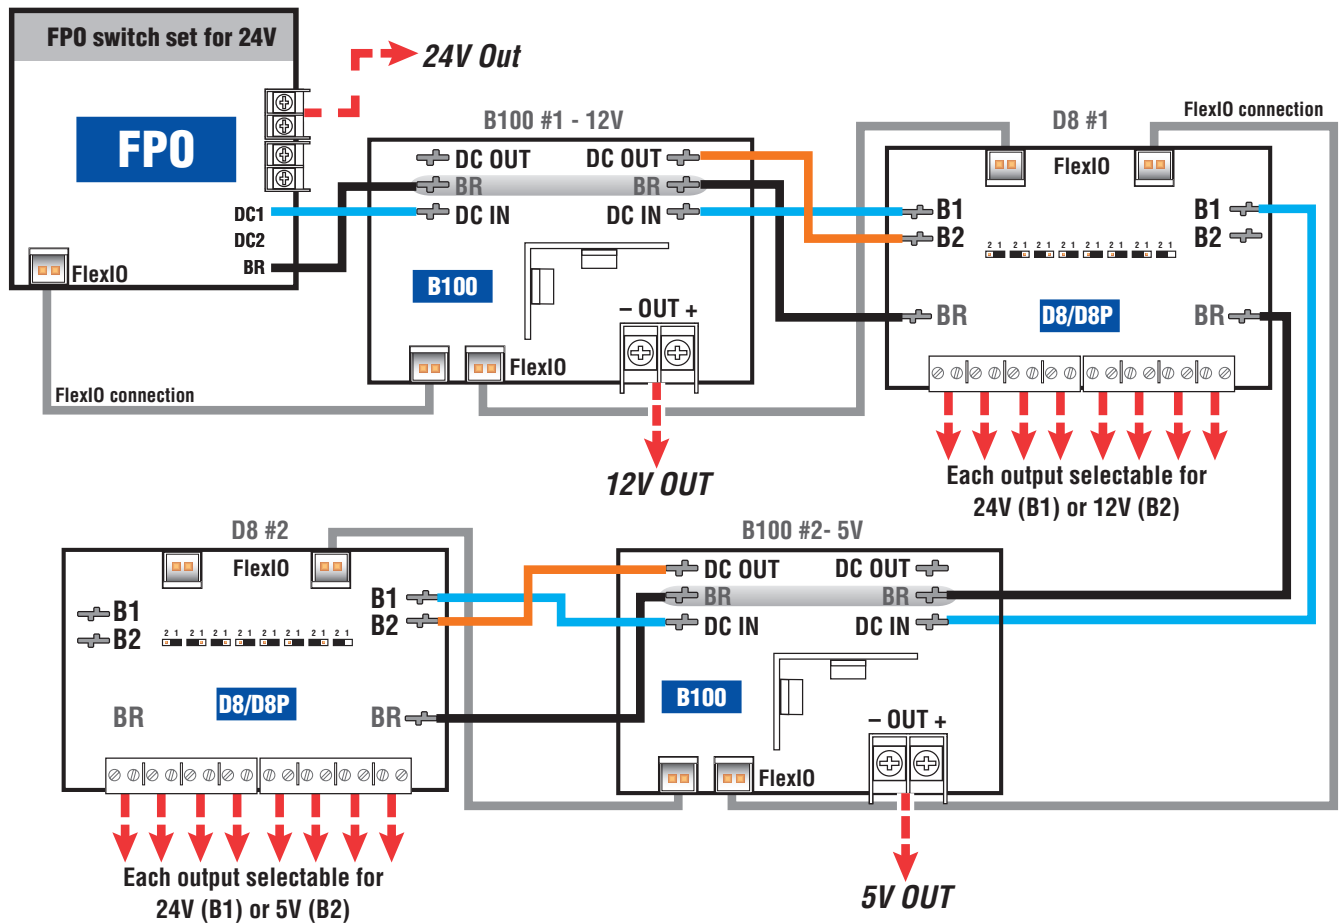 FPO switch set for 24V
24V Out
FPO
DC1
DC2
BR
FlexIO
FlexIO connection
B100 #1 - 12V
DC OUT DC OUT
BR BR
DC IN DC IN
B100
– OUT +
FlexIO
12V OUT
D8 #1
FlexIO connection
FlexIO
B1 B1
B2 B2
2 1 2 1 2 1 2 1 2 1 2 1 2 1 2 1
BR D8/D8P BR
Each output selectable for
24V (B1) or 12V (B2)
D8 #2
FlexIO
B1 B1
B2 B2
2 1 2 1 2 1 2 1 2 1 2 1 2 1 2 1
BR D8/D8P BR
Each output selectable for
24V (B1) or 5V (B2)
B100 #2- 5V
DC OUT DC OUT
BR BR
DC IN DC IN
B100
– OUT +
FlexIO
5V OUT